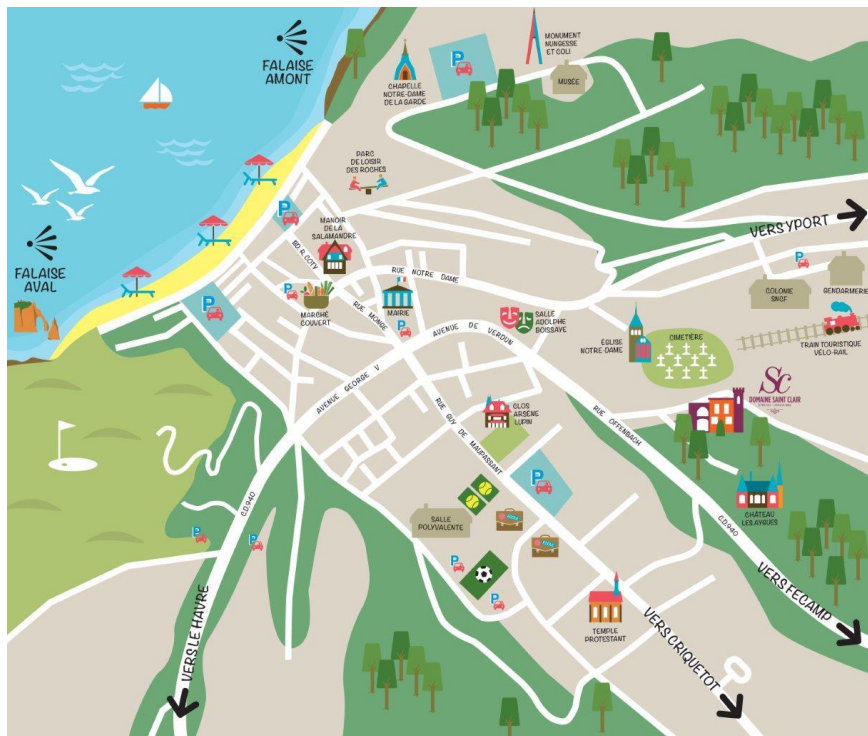 FALAISE
AMONT
MONUMENT
NUNGESSE
ET COLI
P
MUSÉE
CHAPELLE
NOTRE-DAME
DE LA GARDE
PARC
DE LOISIR
DES ROCHES
P
MANOIR
DE LA
SALAMANDRE
BD. R. COTY
VERS YPORT
FALAISE
AVAL
RUE NOTRE DAME
P
COLONIE
SNCF
GENDARMERIE
P
P
MARCHÉ
COUVERT
RUE MONGE
MAIRIE
P
AVENUE DE VERDUN
SALLE
ADOLPHE
BOISSAYE
ÉGLISE
NOTRE-DAME
CIMETIÈRE
TRAIN TOURISTIQUE
VÉLO-RAIL
AVENUE GEORGE V
Sc
DOMAINE SAINT CLAIR
CLOS
ARSÈNE
LUPIN
RUE OFFENBACH
RUE GUY DE MAUPASSANT
P
C.D.940
SALLE
POLYVALENTE
CHÂTEAU
LES AYGUES
C.D.940
P
P
P
P
VERS FECAMP
TEMPLE
PROTESTANT
VERS LE HAVRE
VERS CRIQUETOT